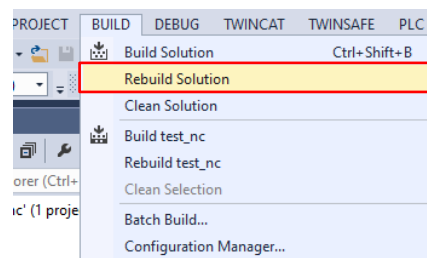 PROJECT BUILD DEBUG TWINCAT TWINSAFE PLC
Build Solution Ctrl+Shift+B
Rebuild Solution
Clean Solution
Build test_nc
Rebuild test_nc
orer (Ctrl+
Clean Selection
nc' (1 proje
Batch Build...
Configuration Manager...